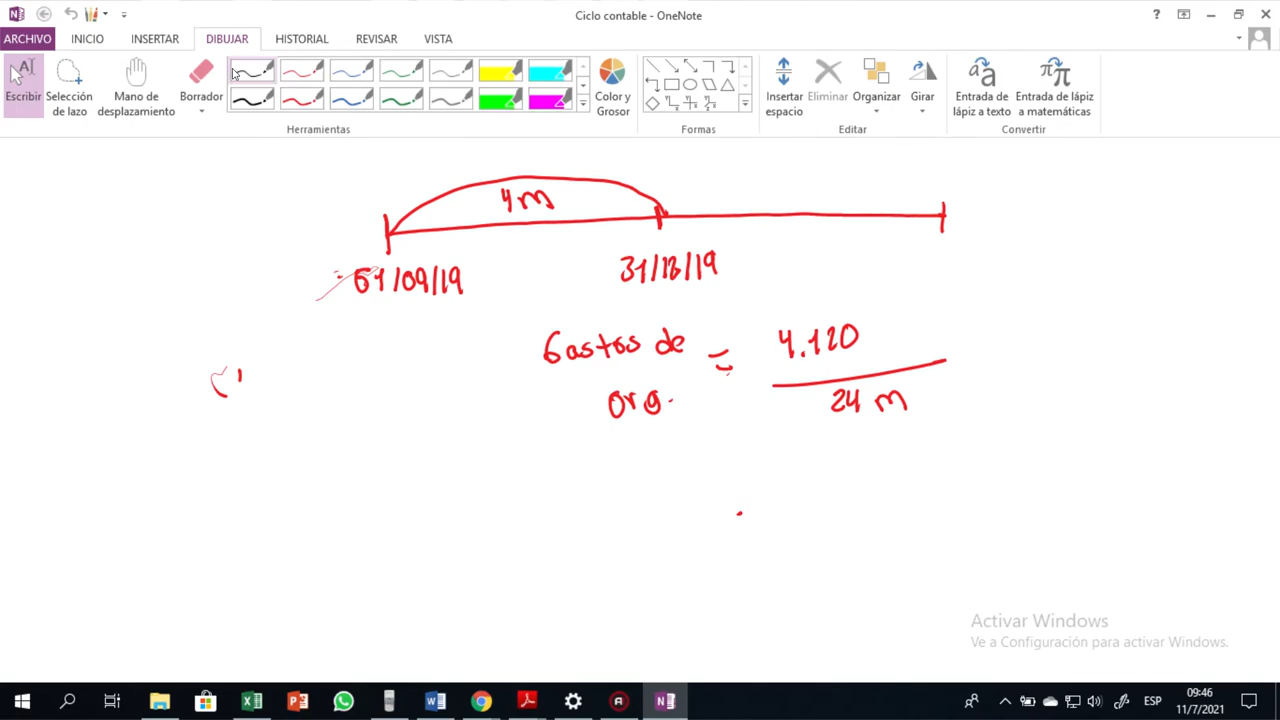 Ciclo contable - OneNote
ARCHIVO INICIO INSERTAR DIBUJAR HISTORIAL REVISAR VISTA
Escribir
Selección de lazo
Mano de desplazamiento
Borrador
Color y Grosor
Insertar espacio
Eliminar
Organizar
Girar
Entrada de lápiz a texto
Entrada de lápiz a matemáticas
Herramientas
Formas
Editar
Convertir
4 m
01/09/19
31/12/19
Gastos de
org.
=
4.120
24 m
Activar Windows
Ve a Configuración para activar Windows.
ESP
09:46
11/7/2021